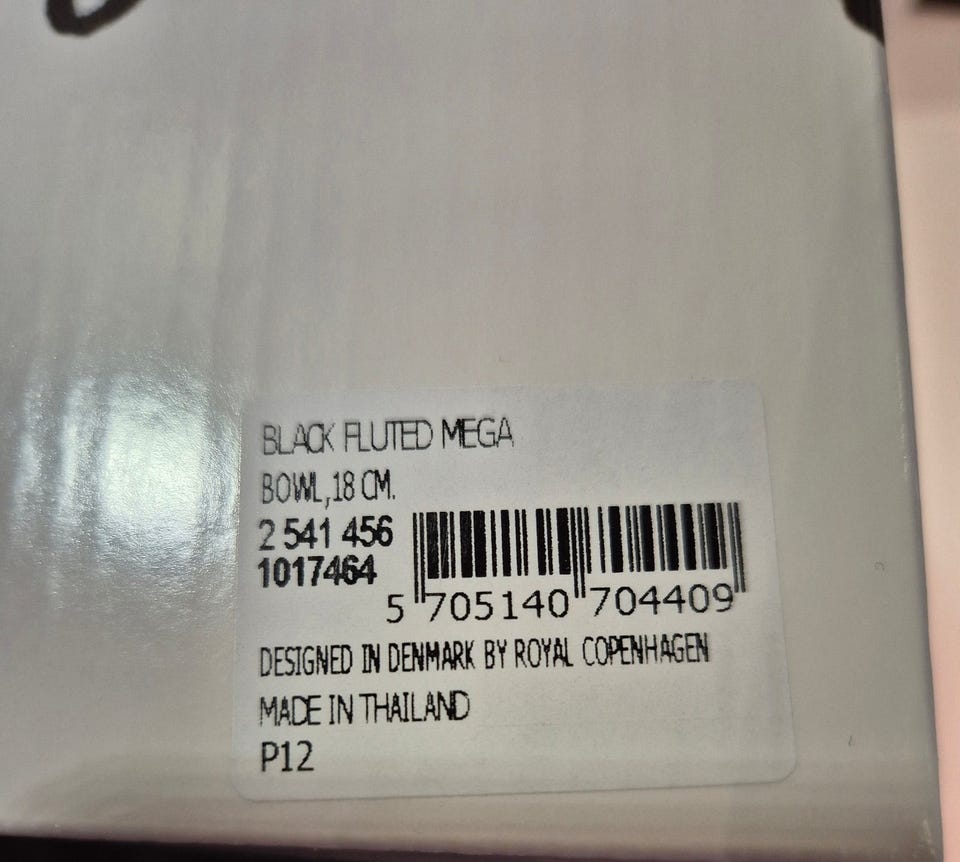 BLACK FLUTED MEGA
BOWL,18 CM.
2 541 456
1017464
5 705140 704409
DESIGNED IN DENMARK BY ROYAL COPENHAGEN
MADE IN THAILAND
P12